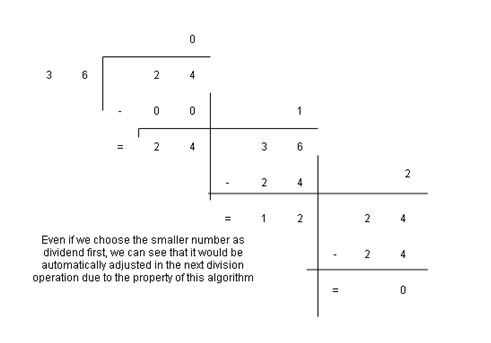 0
3 6 2 4
- 0 0 1
= 2 4 3 6
- 2 4 2
= 1 2 2 4
Even if we choose the smaller number as
dividend first, we can see that it would be
automatically adjusted in the next division
operation due to the property of this algorithm
- 2 4
= 0